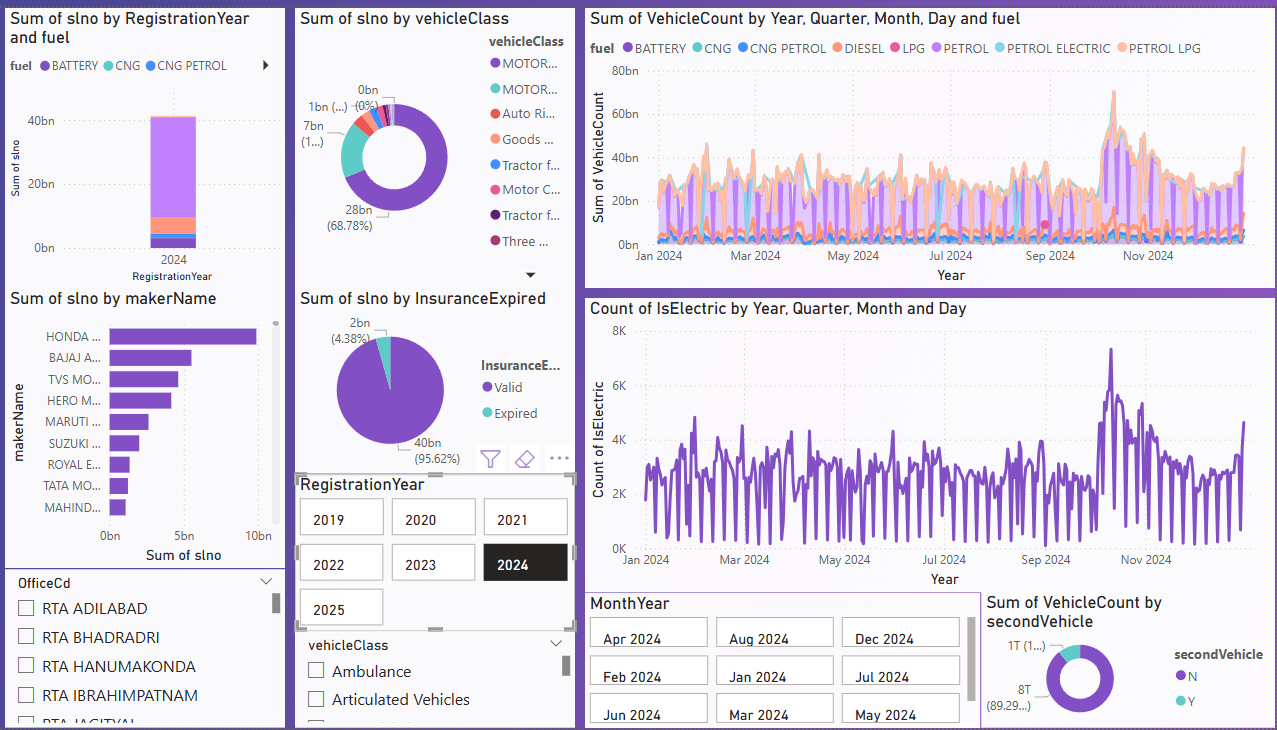 Sum of slno by RegistrationYear
and fuel
fuel BATTERY CNG CNG PETROL
40bn
20bn
0bn
Sum of slno
2024
RegistrationYear
Sum of slno by makerName
HONDA ...
BAJAJ A...
TVS MO...
HERO M...
MARUTI ...
SUZUKI ...
ROYAL E...
TATA MO...
MAHIND...
makerName
0bn 5bn 10bn
Sum of slno
OfficeCd
RTA ADILABAD
RTA BHADRADRI
RTA HANUMAKONDA
RTA IBRAHIMPATNAM
RTA JAGITYAL
Sum of slno by vehicleClass
vehicleClass
MOTOR...
MOTOR...
Auto Ri...
Goods ...
Tractor f...
Motor C...
Tractor f...
Three ...
0bn
(0%)
1bn (...)
7bn
(1...)
28bn
(68.78%)
Sum of slno by InsuranceExpired
2bn
(4.38%)
InsuranceE...
Valid
Expired
40bn
(95.62%)
RegistrationYear
2019 2020 2021
2022 2023 2024
2025
vehicleClass
Ambulance
Articulated Vehicles
Sum of VehicleCount by Year, Quarter, Month, Day and fuel
fuel BATTERY CNG CNG PETROL DIESEL LPG PETROL PETROL ELECTRIC PETROL LPG
80bn
60bn
40bn
20bn
0bn
Sum of VehicleCount
Jan 2024 Mar 2024 May 2024 Jul 2024 Sep 2024 Nov 2024
Year
Count of IsElectric by Year, Quarter, Month and Day
8K
6K
4K
2K
0K
Count of IsElectric
Jan 2024 Mar 2024 May 2024 Jul 2024 Sep 2024 Nov 2024
Year
MonthYear
Apr 2024 Aug 2024 Dec 2024
Feb 2024 Jan 2024 Jul 2024
Jun 2024 Mar 2024 May 2024
Sum of VehicleCount by
secondVehicle
1T (1...)
8T
(89.29...)
secondVehicle
N
Y